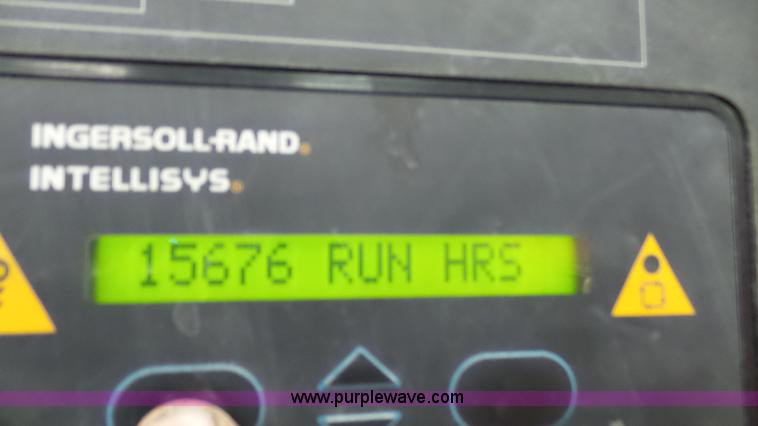 INGERSOLL-RAND
INTELLISYS
15676 RUN HRS
www.purplewave.com